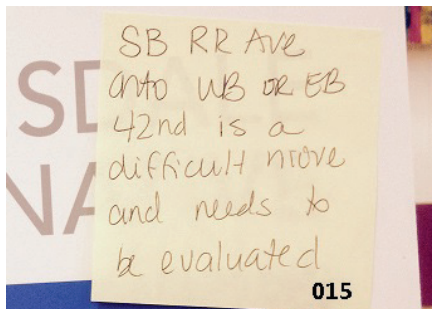 SB RR Ave
onto WB OR EB
42nd is a
difficult move
and needs to
be evaluated
015